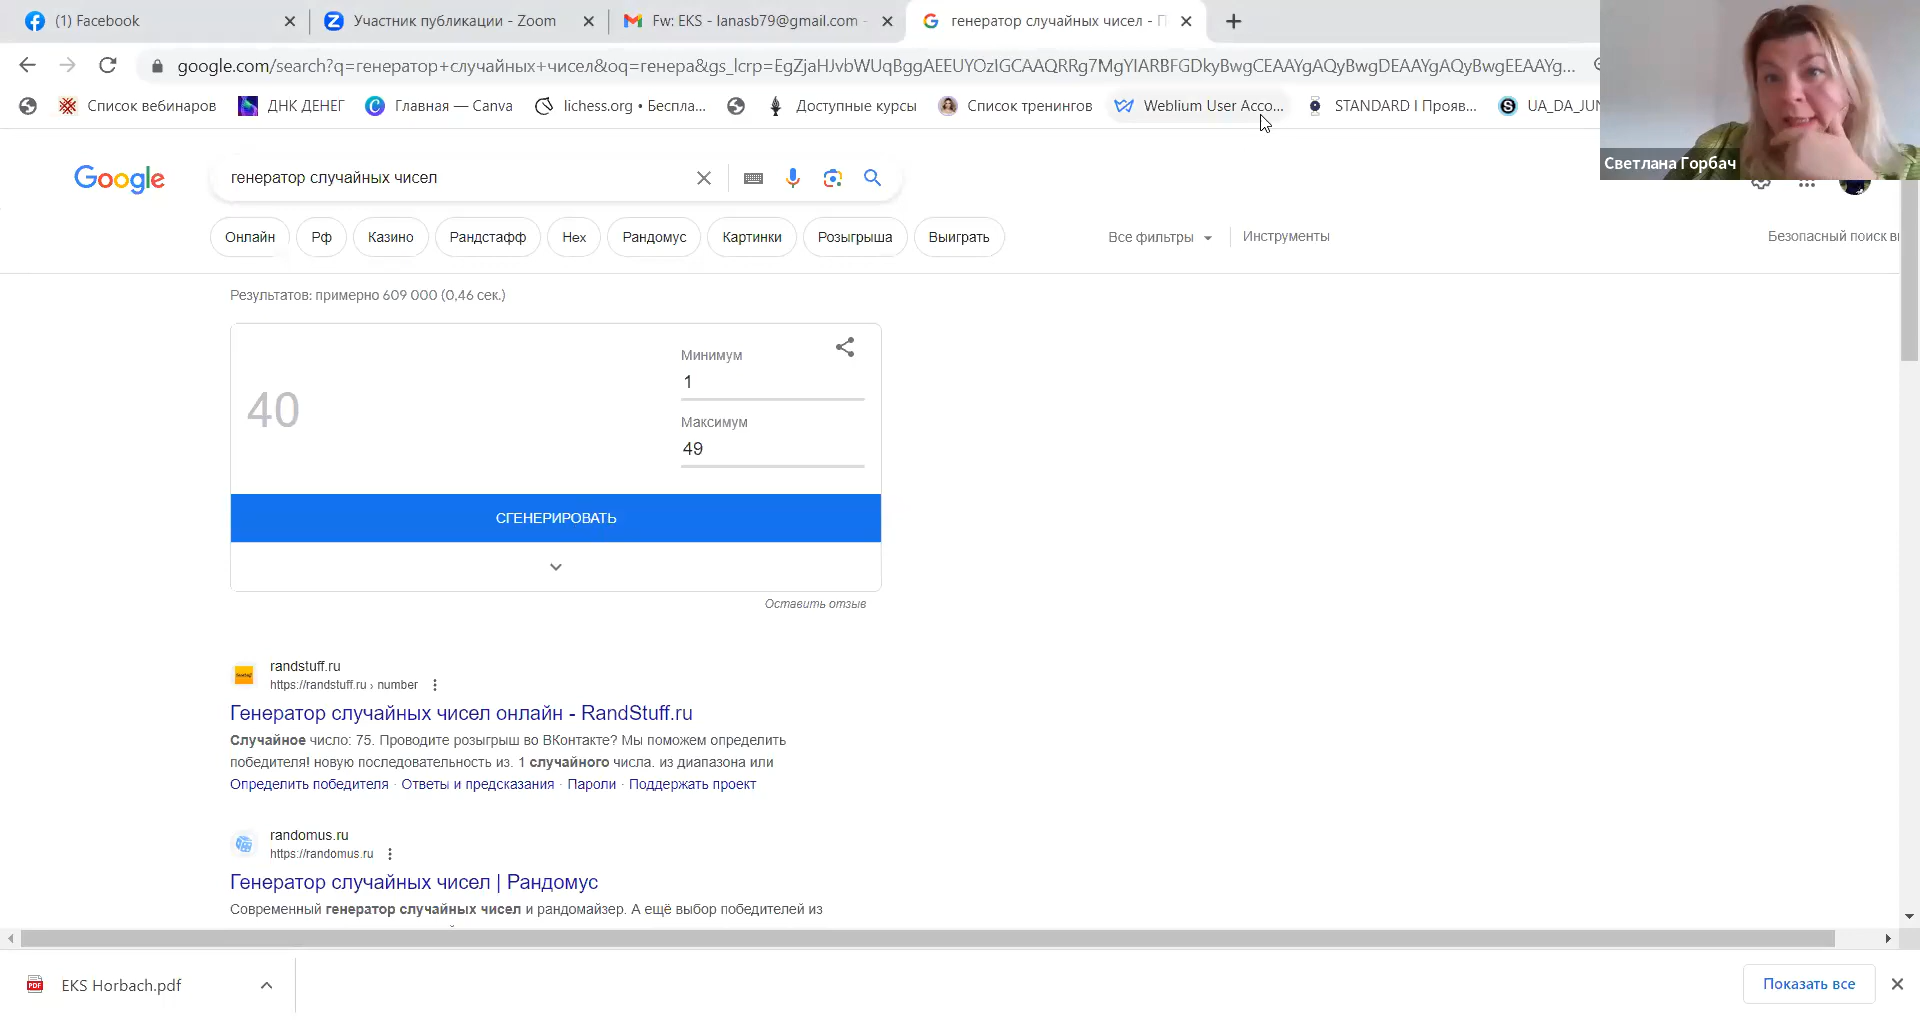 (1) Facebook
Участник публикации - Zoom
Fw: EKS - lanasb79@gmail.com -
генератор случайных чисел - П
google.com/search?q=генератор+случайных+чисел&oq=генера&gs_lcrp=EgZjaHJvbWUqBggAEEUYOzIGCAAQRRg7MgYIARBFGDkyBwgCEAAYgAQyBwgDEAAYgAQyBwgEEAAYg...
Список вебинаров
ДНК ДЕНЕГ
Главная — Canva
lichess.org • Беспла...
Доступные курсы
Список тренингов
Weblium User Acco...
STANDARD I Прояв...
UA_DA_JUN
Светлана Горбач
Google
генератор случайных чисел
Онлайн
Рф
Казино
Рандстафф
Hex
Рандомус
Картинки
Розыгрыша
Выиграть
Все фильтры
Инструменты
Безопасный поиск вк
Результатов: примерно 609 000 (0,46 сек.)
40
Минимум
1
Максимум
49
СГЕНЕРИРОВАТЬ
Оставить отзыв
randstuff.ru
https://randstuff.ru › number
Генератор случайных чисел онлайн - RandStuff.ru
Случайное число: 75. Проводите розыгрыш во ВКонтакте? Мы поможем определить
победителя! новую последовательность из. 1 случайного числа. из диапазона или
Определить победителя · Ответы и предсказания · Пароли · Поддержать проект
randomus.ru
https://randomus.ru
Генератор случайных чисел | Рандомус
Современный генератор случайных чисел и рандомайзер. А ещё выбор победителей из
EKS Horbach.pdf
Показать все